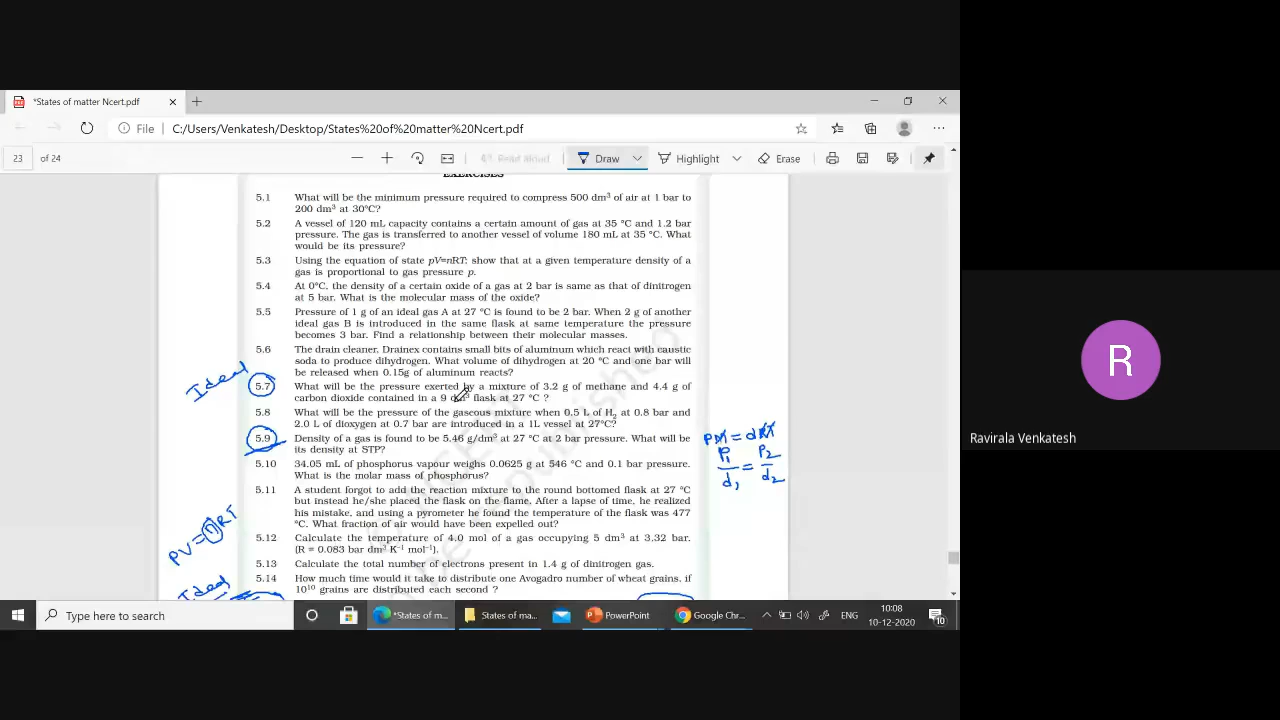 *States of matter Ncert.pdf
File | C:/Users/Venkatesh/Desktop/States%20of%20matter%20Ncert.pdf
23 of 24
Read aloud
Draw
Highlight
Erase
EXERCISES
5.1 What will be the minimum pressure required to compress 500 dm³ of air at 1 bar to
200 dm³ at 30°C?
5.2 A vessel of 120 mL capacity contains a certain amount of gas at 35 °C and 1.2 bar
pressure. The gas is transferred to another vessel of volume 180 mL at 35 °C. What
would be its pressure?
5.3 Using the equation of state pV=nRT; show that at a given temperature density of a
gas is proportional to gas pressure p.
5.4 At 0°C, the density of a certain oxide of a gas at 2 bar is same as that of dinitrogen
at 5 bar. What is the molecular mass of the oxide?
5.5 Pressure of 1 g of an ideal gas A at 27 °C is found to be 2 bar. When 2 g of another
ideal gas B is introduced in the same flask at same temperature the pressure
becomes 3 bar. Find a relationship between their molecular masses.
5.6 The drain cleaner, Drainex contains small bits of aluminum which react with caustic
soda to produce dihydrogen. What volume of dihydrogen at 20 °C and one bar will
be released when 0.15g of aluminum reacts?
Ideal
5.7 What will be the pressure exerted by a mixture of 3.2 g of methane and 4.4 g of
carbon dioxide contained in a 9 dm³ flask at 27 °C ?
5.8 What will be the pressure of the gaseous mixture when 0.5 L of H₂ at 0.8 bar and
2.0 L of dioxygen at 0.7 bar are introduced in a 1L vessel at 27°C?
5.9 Density of a gas is found to be 5.46 g/dm³ at 27 °C at 2 bar pressure. What will be
its density at STP?
PM = dRT
P₁ = P₂
d₁ d₂
5.10 34.05 mL of phosphorus vapour weighs 0.0625 g at 546 °C and 0.1 bar pressure.
What is the molar mass of phosphorus?
5.11 A student forgot to add the reaction mixture to the round bottomed flask at 27 °C
but instead he/she placed the flask on the flame. After a lapse of time, he realized
his mistake, and using a pyrometer he found the temperature of the flask was 477
°C. What fraction of air would have been expelled out?
PV = nRT
5.12 Calculate the temperature of 4.0 mol of a gas occupying 5 dm³ at 3.32 bar.
(R = 0.083 bar dm³ K⁻¹ mol⁻¹).
5.13 Calculate the total number of electrons present in 1.4 g of dinitrogen gas.
5.14 How much time would it take to distribute one Avogadro number of wheat grains, if
10¹⁰ grains are distributed each second ?
Ideal
R
Ravirala Venkatesh
Type here to search
*States of m...
States of ma...
PowerPoint
Google Chr...
ENG
10:08
10-12-2020
10